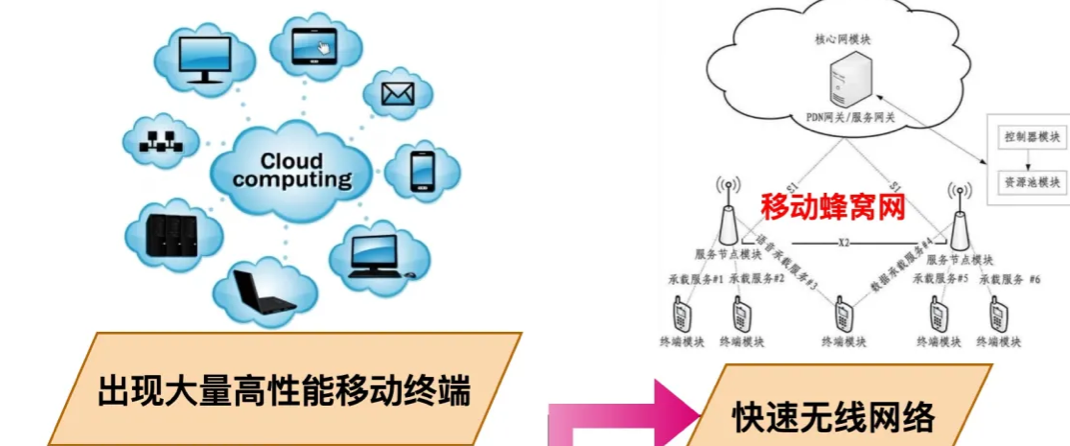 Cloud
computing
出现大量高性能移动终端
核心网模块
PDN网关/服务网关
控制器模块
资源池模块
S1
S1
移动蜂窝网
X2
服务节点模块
服务节点模块
语音承载服务#3
数据承载服务#4
承载服务#1
承载服务#2
承载服务#5
承载服务 #6
终端模块
终端模块
终端模块
终端模块
终端模块
快速无线网络